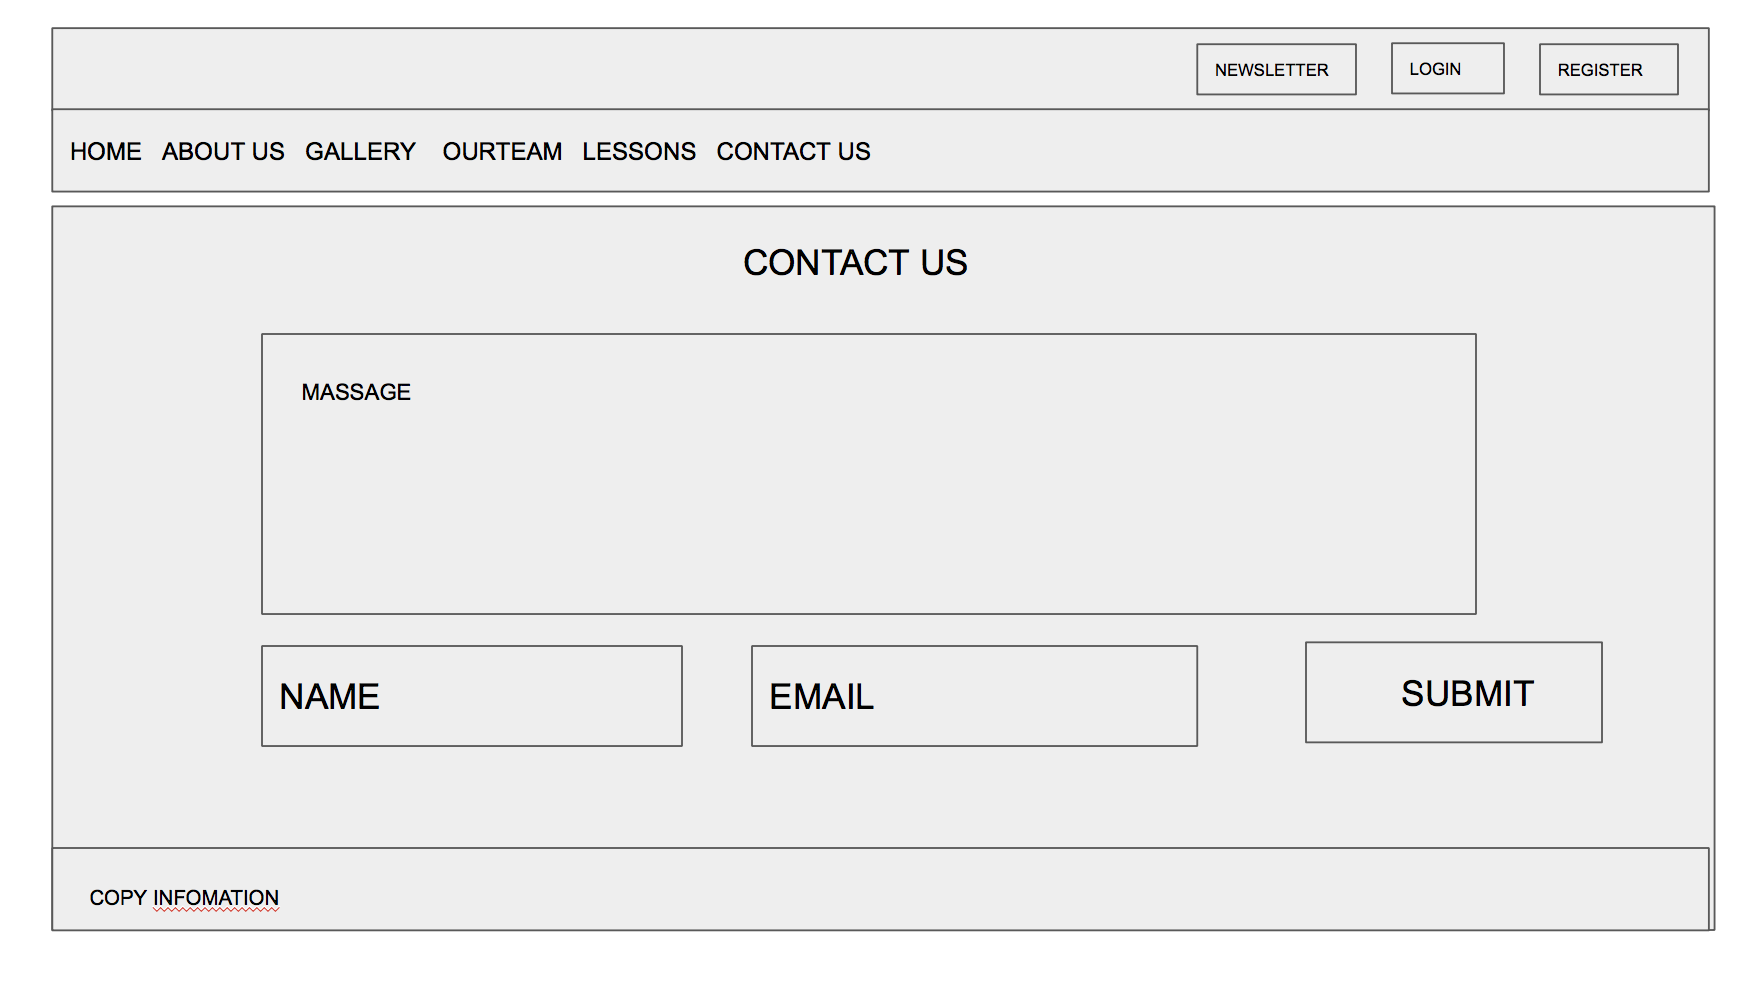 NEWSLETTER LOGIN REGISTER
HOME ABOUT US GALLERY OURTEAM LESSONS CONTACT US
CONTACT US
MASSAGE
NAME EMAIL SUBMIT
COPY INFOMATION